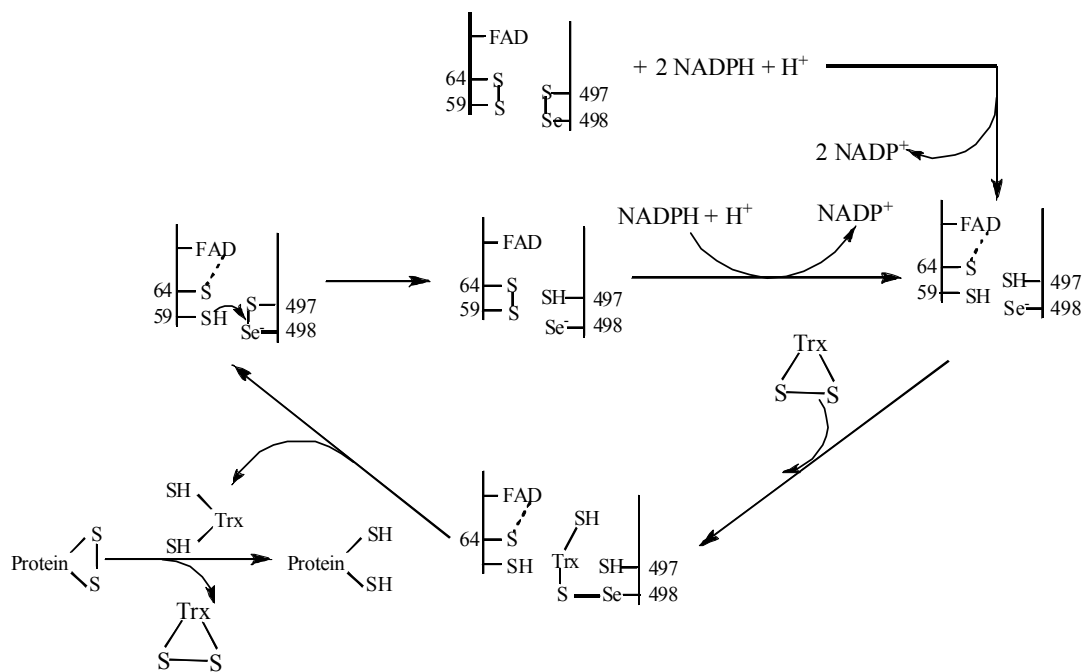 FAD
64 S
59 S
S 497
Se 498
+ 2 NADPH + H⁺
2 NADP⁺
FAD
64 S
59 SH
S 497
Se⁻ 498
FAD
64 S
59 S
SH 497
Se⁻ 498
NADPH + H⁺
NADP⁺
FAD
64 S
59 SH
SH 497
Se⁻ 498
Trx
S S
FAD
64 S
SH
SH
Trx
S Se 498
SH 497
SH
Trx
SH
Protein
S
S
Protein
SH
SH
Trx
S S